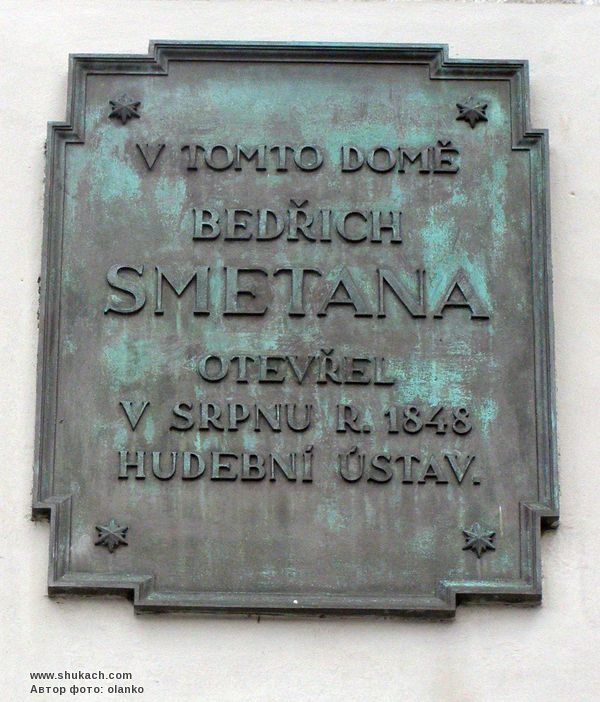 V TOMTO DOMĚ
BEDŘICH
SMETANA
OTEVŘEL
V SRPNU R. 1848
HUDEBNÍ ÚSTAV.
www.shukach.com
Автор фото: olanko